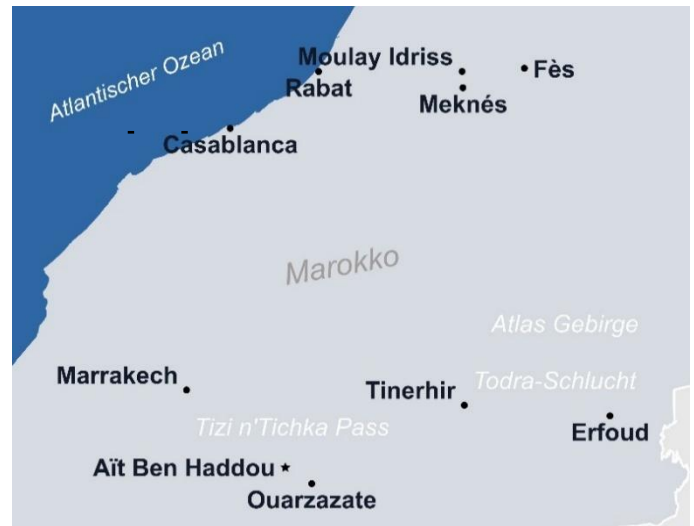 Atlantischer Ozean
Moulay Idriss
Fès
Rabat
Meknés
Casablanca
Marokko
Atlas Gebirge
Marrakech
Tinerhir
Todra-Schlucht
Tizi n'Tichka Pass
Erfoud
Aït Ben Haddou
Ouarzazate